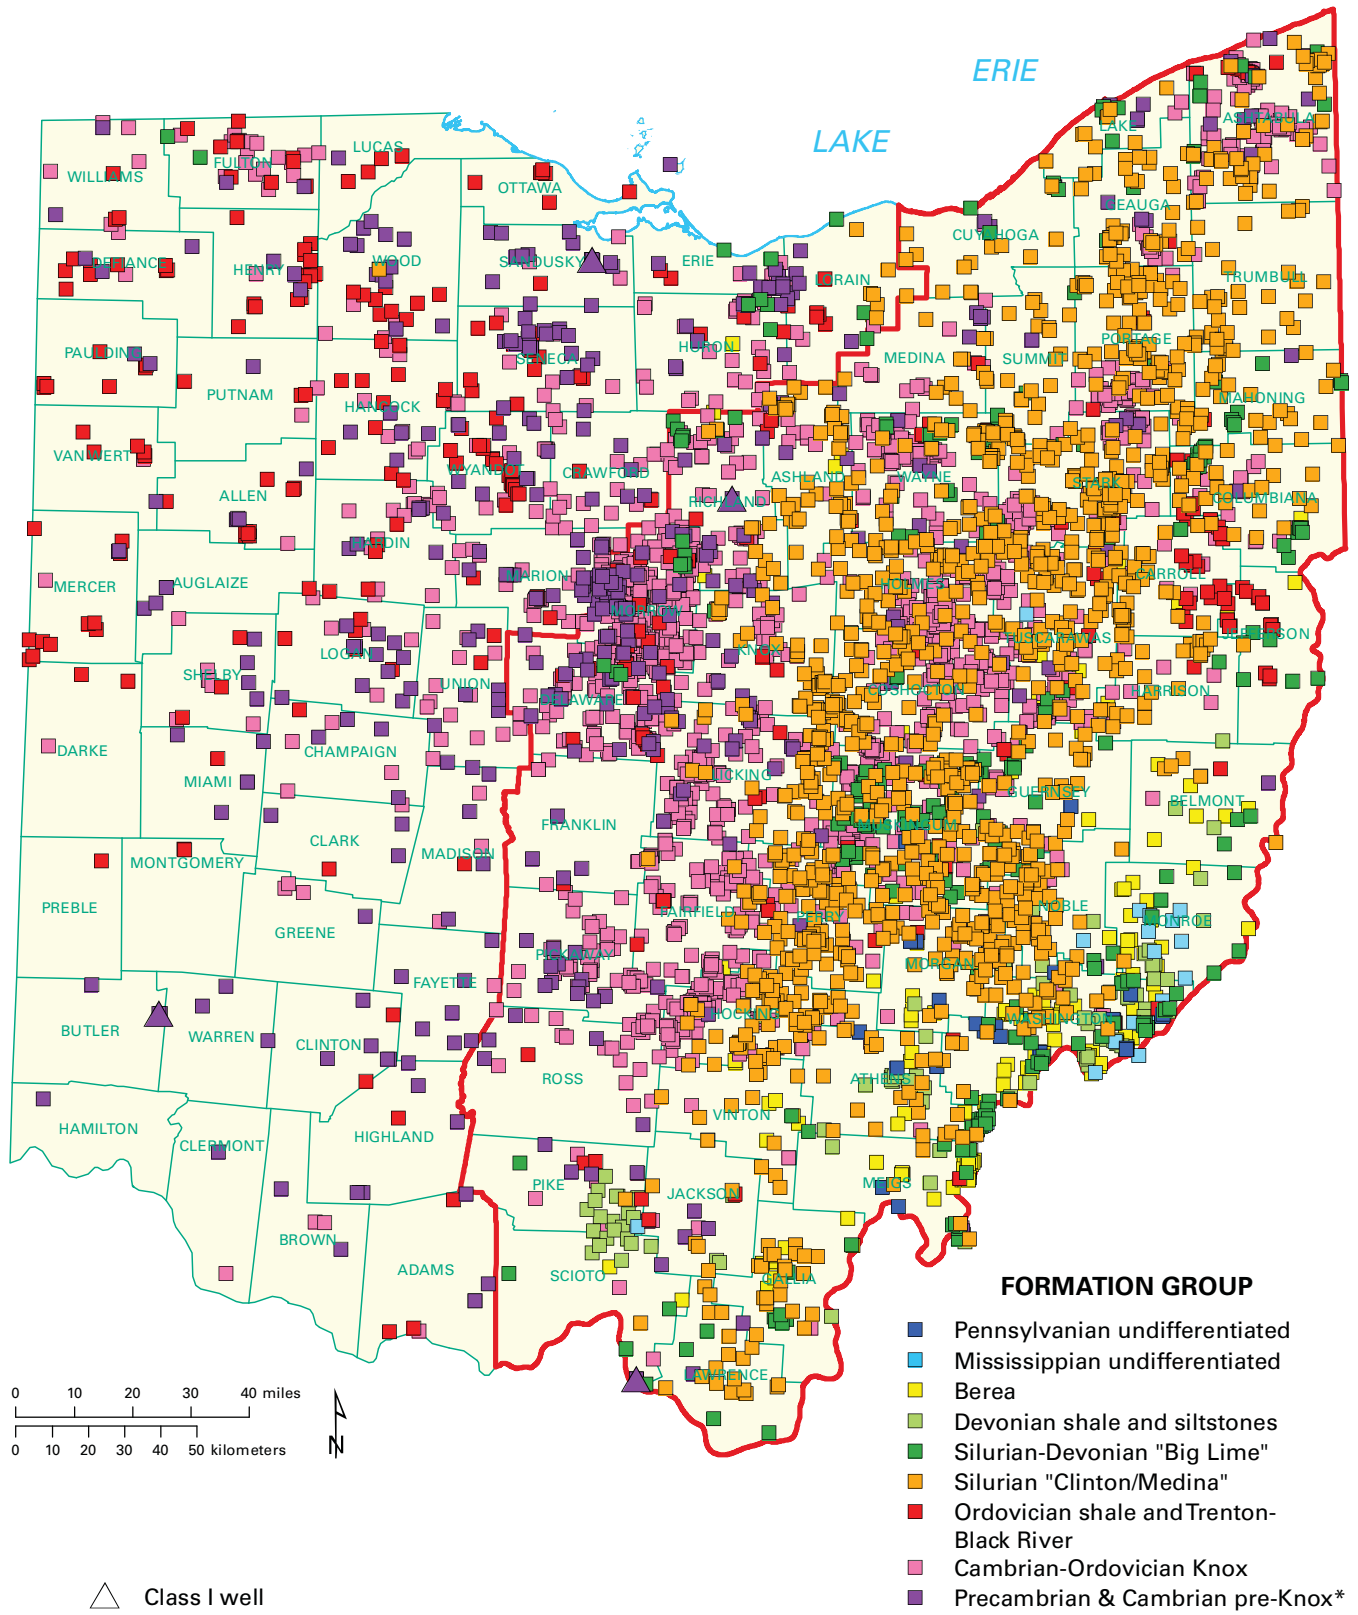 ERIE
LAKE
LAKE
ASHTABULA
WILLIAMS
FULTON
LUCAS
OTTAWA
GEAUGA
CUYAHOGA
DEFIANCE
HENRY
WOOD
SANDUSKY
ERIE
LORAIN
TRUMBULL
PAULDING
SENECA
HURON
MEDINA
SUMMIT
PORTAGE
PUTNAM
HANCOCK
MAHONING
VAN WERT
WYANDOT
CRAWFORD
ASHLAND
WAYNE
STARK
ALLEN
RICHLAND
COLUMBIANA
HARDIN
MERCER
AUGLAIZE
MARION
HOLMES
CARROLL
MORROW
LOGAN
KNOX
TUSCARAWAS
JEFFERSON
SHELBY
UNION
DELAWARE
COSHOCTON
HARRISON
DARKE
CHAMPAIGN
LICKING
MIAMI
GUERNSEY
BELMONT
FRANKLIN
MUSKINGUM
CLARK
MADISON
MONTGOMERY
PREBLE
FAIRFIELD
PERRY
NOBLE
MONROE
GREENE
PICKAWAY
MORGAN
FAYETTE
HOCKING
WASHINGTON
BUTLER
WARREN
CLINTON
ROSS
ATHENS
VINTON
HAMILTON
HIGHLAND
CLERMONT
PIKE
JACKSON
MEIGS
BROWN
ADAMS
SCIOTO
GALLIA
LAWRENCE
FORMATION GROUP
Pennsylvanian undifferentiated
Mississippian undifferentiated
Berea
Devonian shale and siltstones
Silurian-Devonian "Big Lime"
Silurian "Clinton/Medina"
Ordovician shale and Trenton-
Black River
Cambrian-Ordovician Knox
Precambrian & Cambrian pre-Knox*
0 10 20 30 40 miles
0 10 20 30 40 50 kilometers
N
Class I well